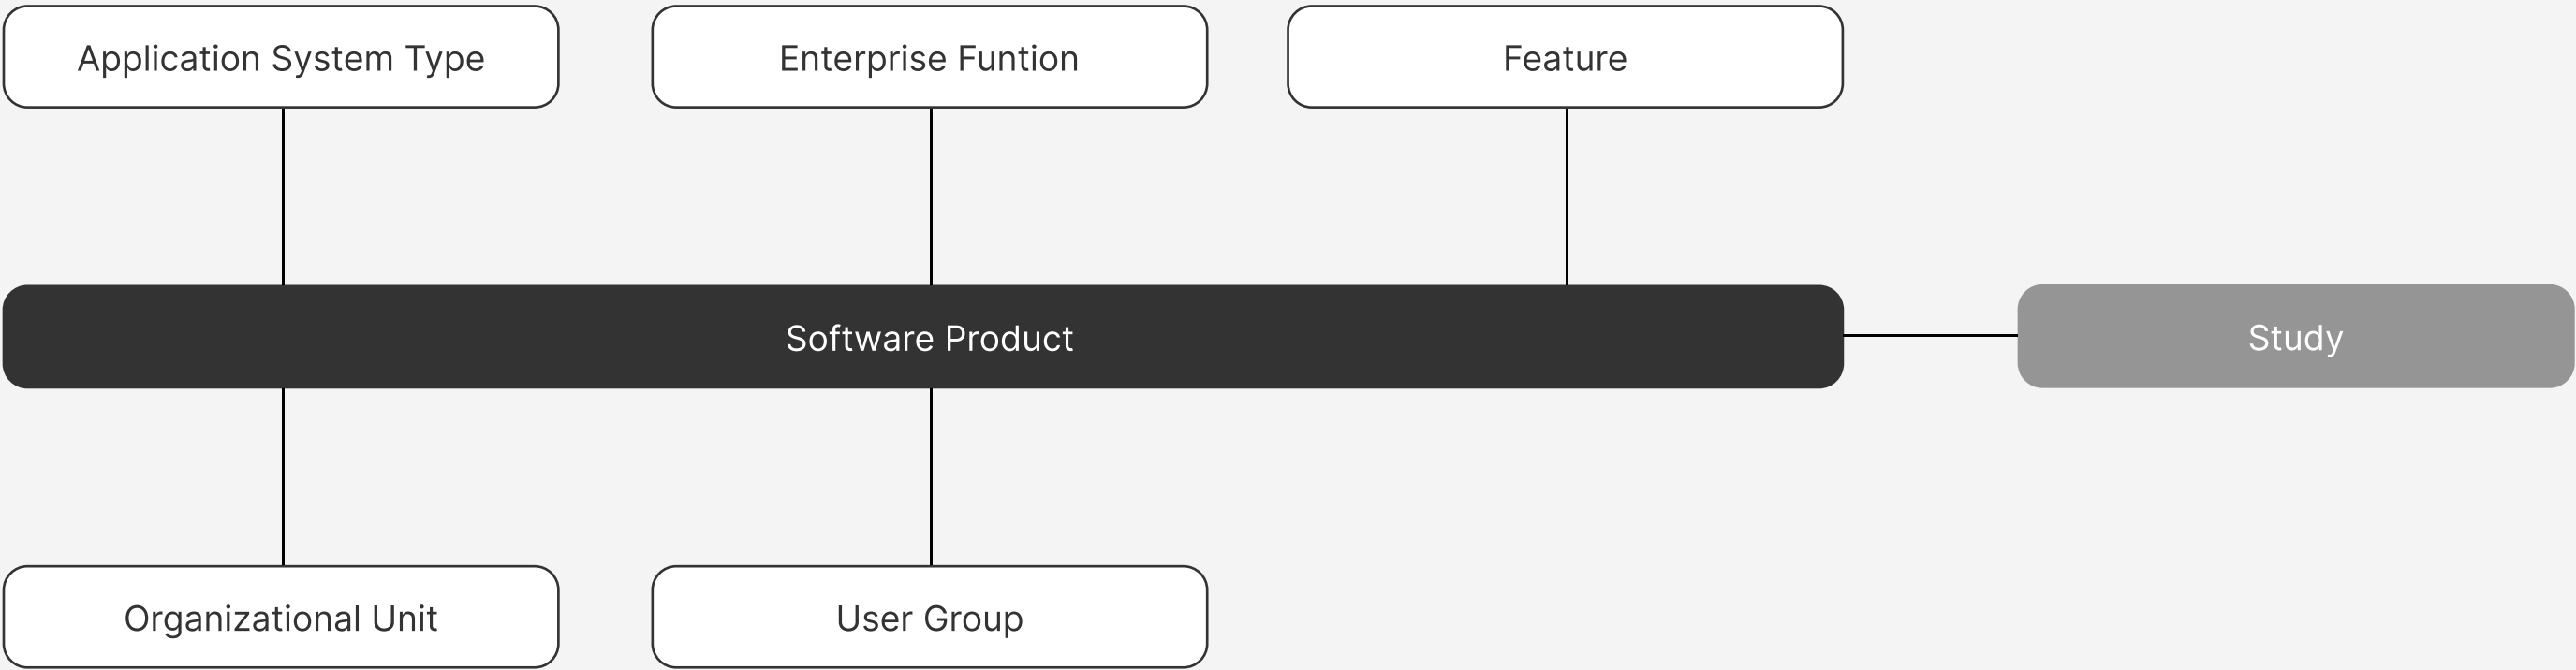 Application System Type
Enterprise Funtion
Feature
Software Product
Study
Organizational Unit
User Group